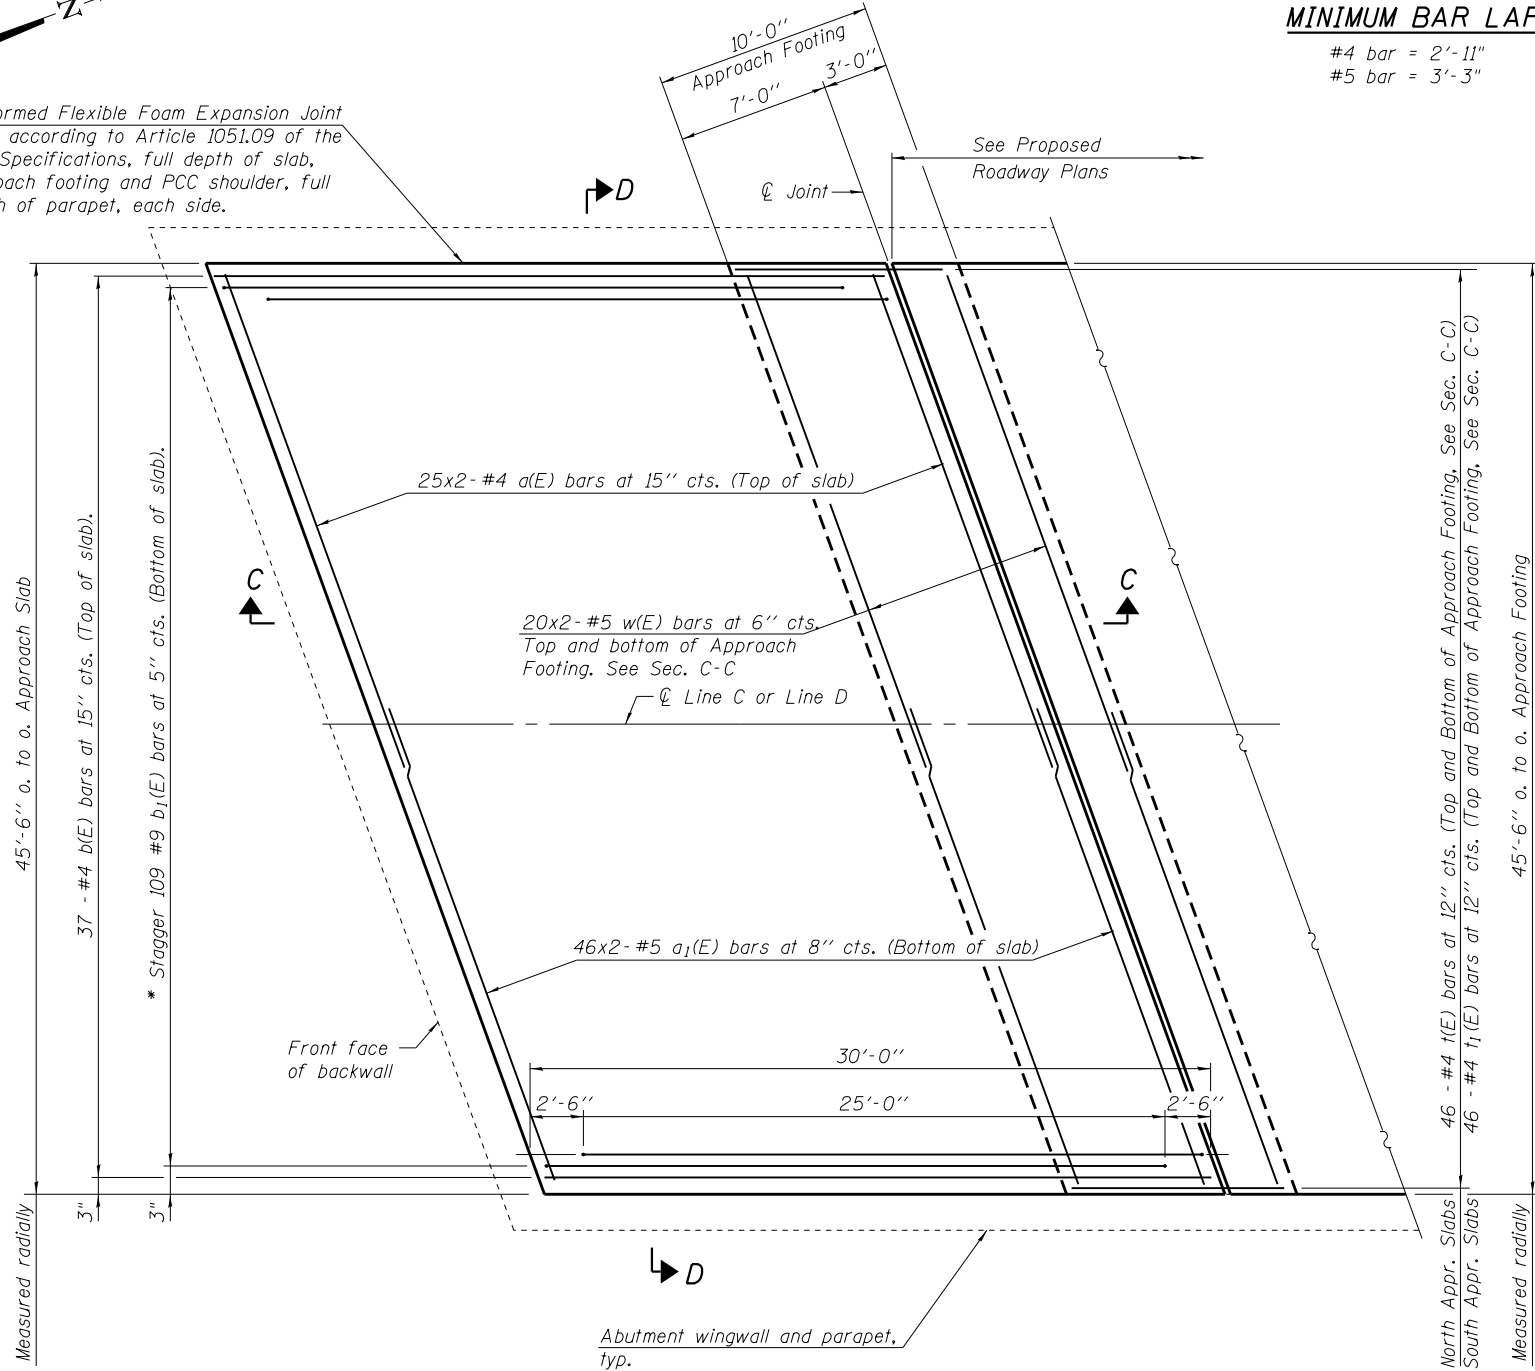 N
MINIMUM BAR LAP
#4 bar = 2'-11"
#5 bar = 3'-3"
10'-0"
Approach Footing
7'-0"
3'-0"
ormed Flexible Foam Expansion Joint
according to Article 1051.09 of the
Specifications, full depth of slab,
oach footing and PCC shoulder, full
h of parapet, each side.
D
℄ Joint
See Proposed
Roadway Plans
25x2-#4 a(E) bars at 15" cts. (Top of slab)
C
C
20x2-#5 w(E) bars at 6" cts.
Top and bottom of Approach
Footing. See Sec. C-C
℄ Line C or Line D
46x2-#5 a₁(E) bars at 8" cts. (Bottom of slab)
Front face
of backwall
30'-0"
2'-6"
25'-0"
2'-6"
D
Abutment wingwall and parapet,
typ.
45'-6" o. to o. Approach Slab
Measured radially
37 - #4 b(E) bars at 15" cts. (Top of slab).
3"
* Stagger 109 #9 b₁(E) bars at 5" cts. (Bottom of slab).
3"
46 - #4 t(E) bars at 12" cts. (Top and Bottom of Approach Footing, See Sec. C-C)
North Appr. Slabs
46 - #4 t₁(E) bars at 12" cts. (Top and Bottom of Approach Footing, See Sec. C-C)
South Appr. Slabs
45'-6" o. to o. Approach Footing
Measured radially